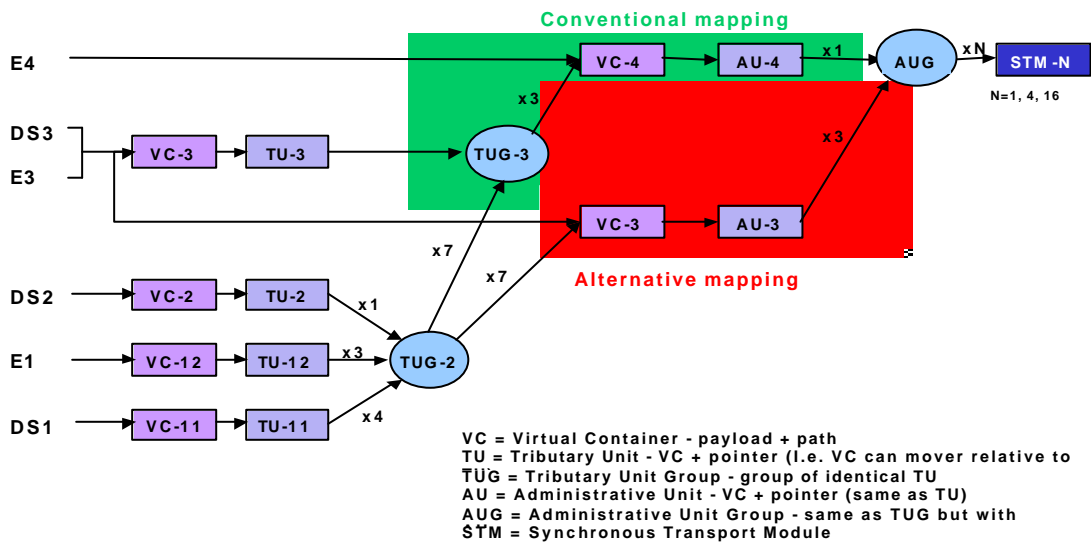 Conventional mapping
E4
VC-4
AU-4
x1
AUG
xN
STM -N
N=1, 4, 16
x3
x3
DS3
E3
VC-3
TU-3
TUG-3
VC-3
AU-3
x7
x7
Alternative mapping
DS2
VC-2
TU-2
x1
E1
VC-12
TU-12
x3
TUG-2
DS1
VC-11
TU-11
x4
VC = Virtual Container - payload + path
TU = Tributary Unit - VC + pointer (I.e. VC can mover relative to
TUG = Tributary Unit Group - group of identical TU
AU = Administrative Unit - VC + pointer (same as TU)
AUG = Administrative Unit Group - same as TUG but with
STM = Synchronous Transport Module